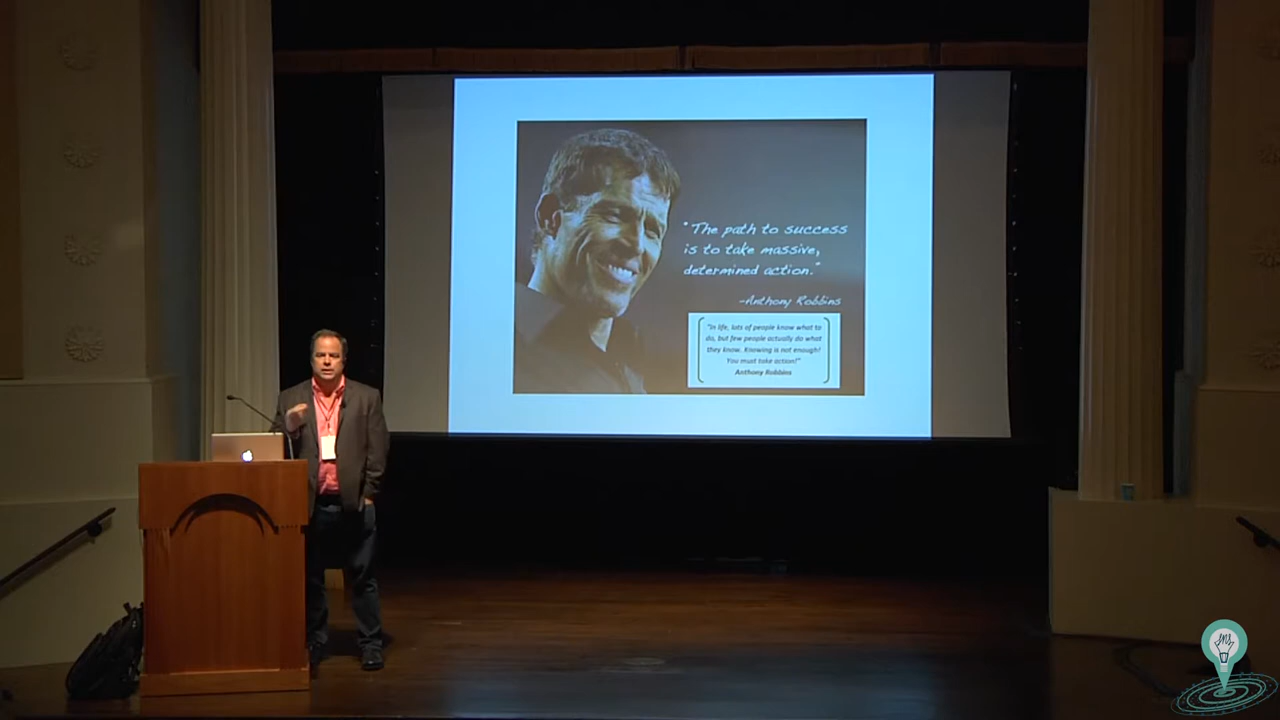 "The path to success
is to take massive,
determined action."
-Anthony Robbins
"In life, lots of people know what to
do, but few people actually do what
they know. Knowing is not enough!
You must take action!"
Anthony Robbins